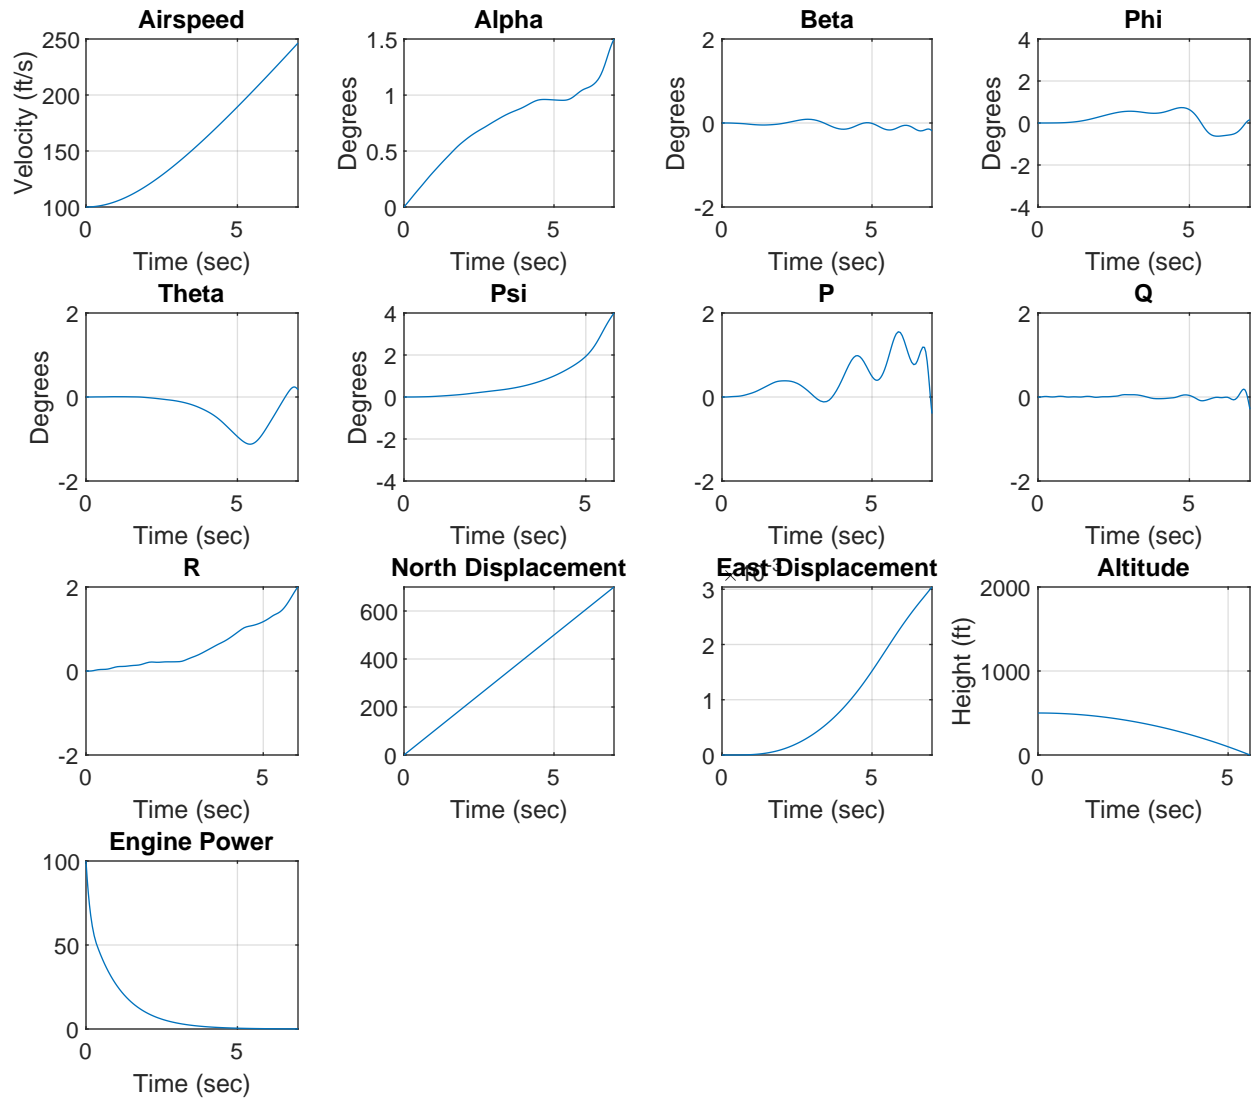 Airspeed
Velocity (ft/s)
250
200
150
100
0
5
Time (sec)
Alpha
Degrees
1.5
1
0.5
0
0
5
Time (sec)
Beta
Degrees
2
0
-2
0
5
Time (sec)
Phi
Degrees
4
2
0
-2
-4
0
5
Time (sec)
Theta
Degrees
2
0
-2
0
5
Time (sec)
Psi
Degrees
4
2
0
-2
-4
0
5
Time (sec)
P
2
0
-2
0
5
Time (sec)
Q
2
0
-2
0
5
Time (sec)
R
2
0
-2
0
5
Time (sec)
North Displacement
600
400
200
0
0
5
Time (sec)
East Displacement
×10-3
3
2
1
0
0
5
Time (sec)
Altitude
Height (ft)
2000
1000
0
0
5
Time (sec)
Engine Power
100
50
0
0
5
Time (sec)